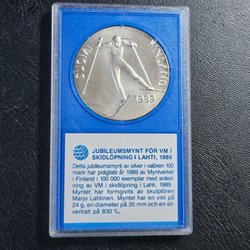 SUOMI FINLAND
1989
JUBILEUMSMYNT FÖR VM I
SKIDLÖPNING I LAHTI, 1989
Detta jubileumsmynt av silver i valören 100
mark har präglats år 1989 av Myntverket
i Finland i 100 000 exemplar med anled-
ning av VM i skidlöpning i Lahti, 1989.
Myntet har formgivits av skulptören
Marjo Lahtinen. Myntet har en vikt på
24 g, en diameter på 35 mm och en sil-
verhalt på 830 ‰.